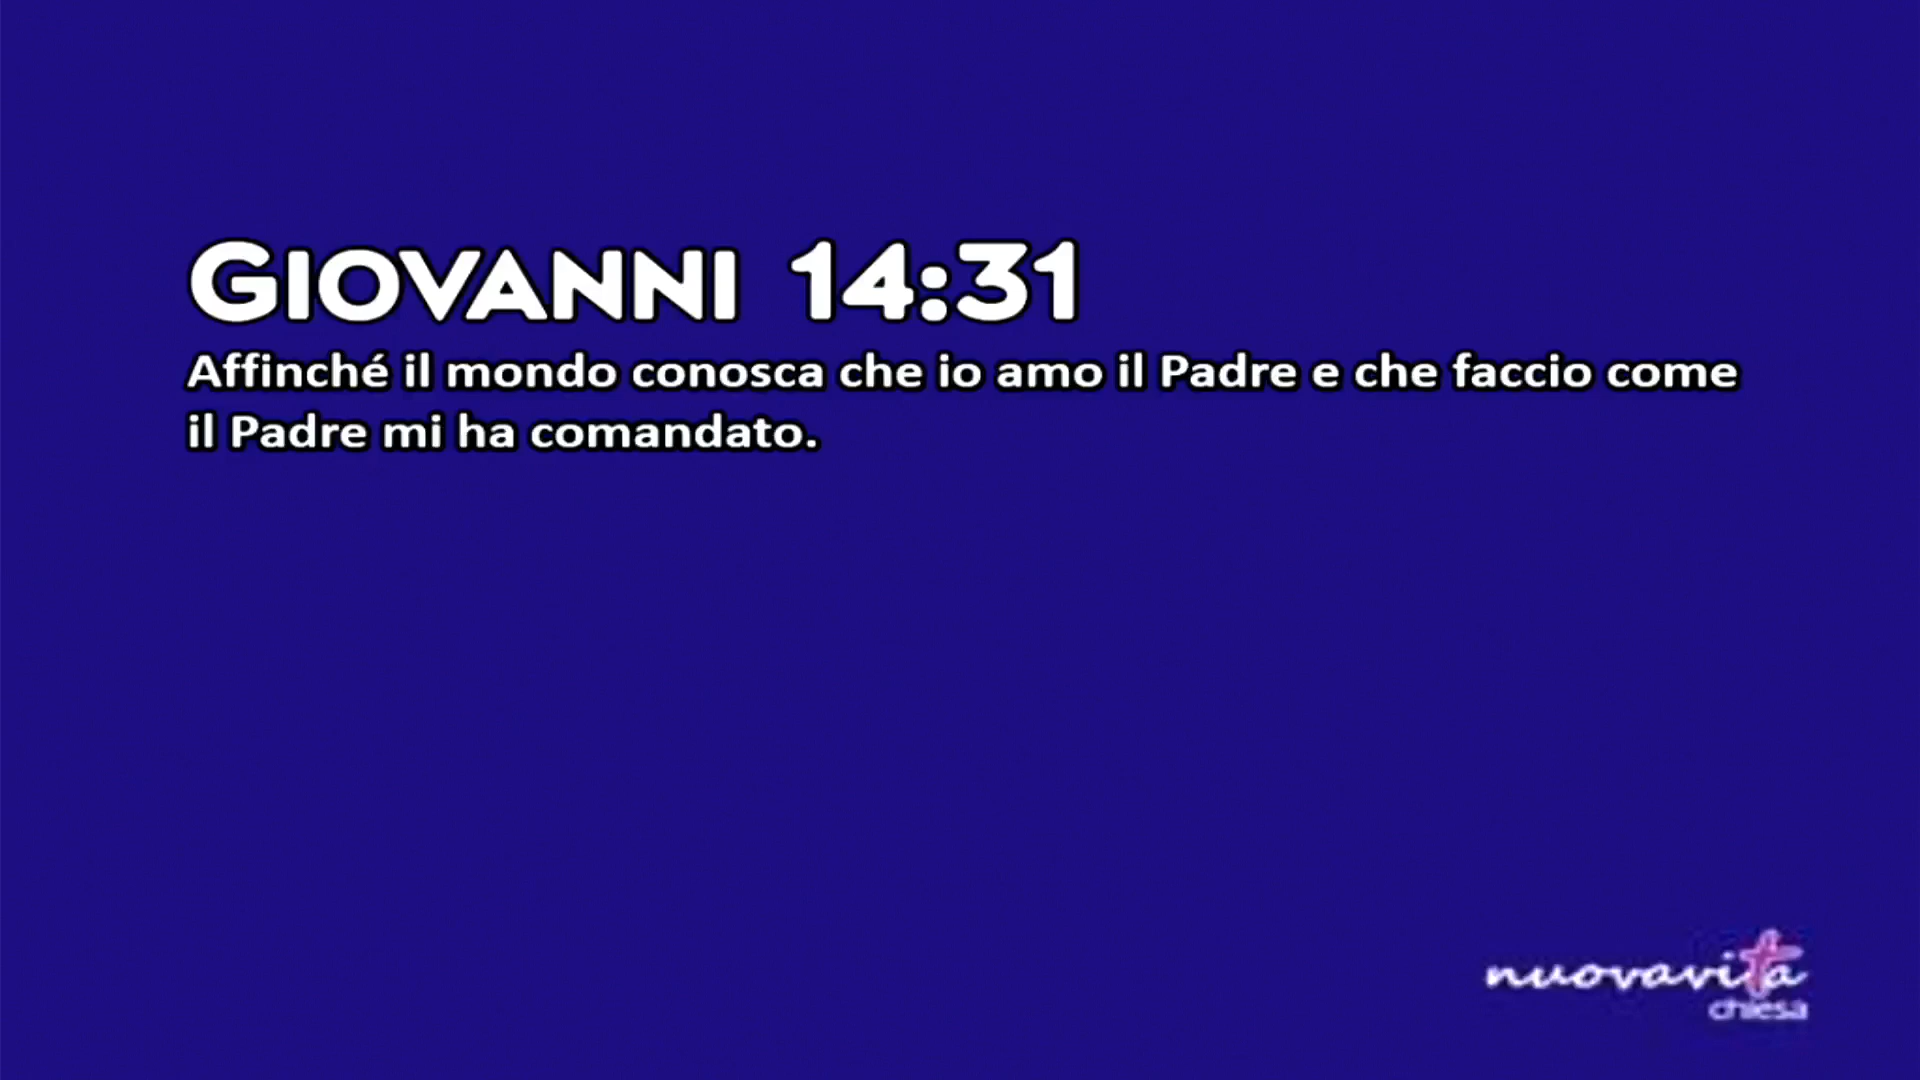 GIOVANNI 14:31
Affinché il mondo conosca che io amo il Padre e che faccio come
il Padre mi ha comandato.
nuovavita
chiesa